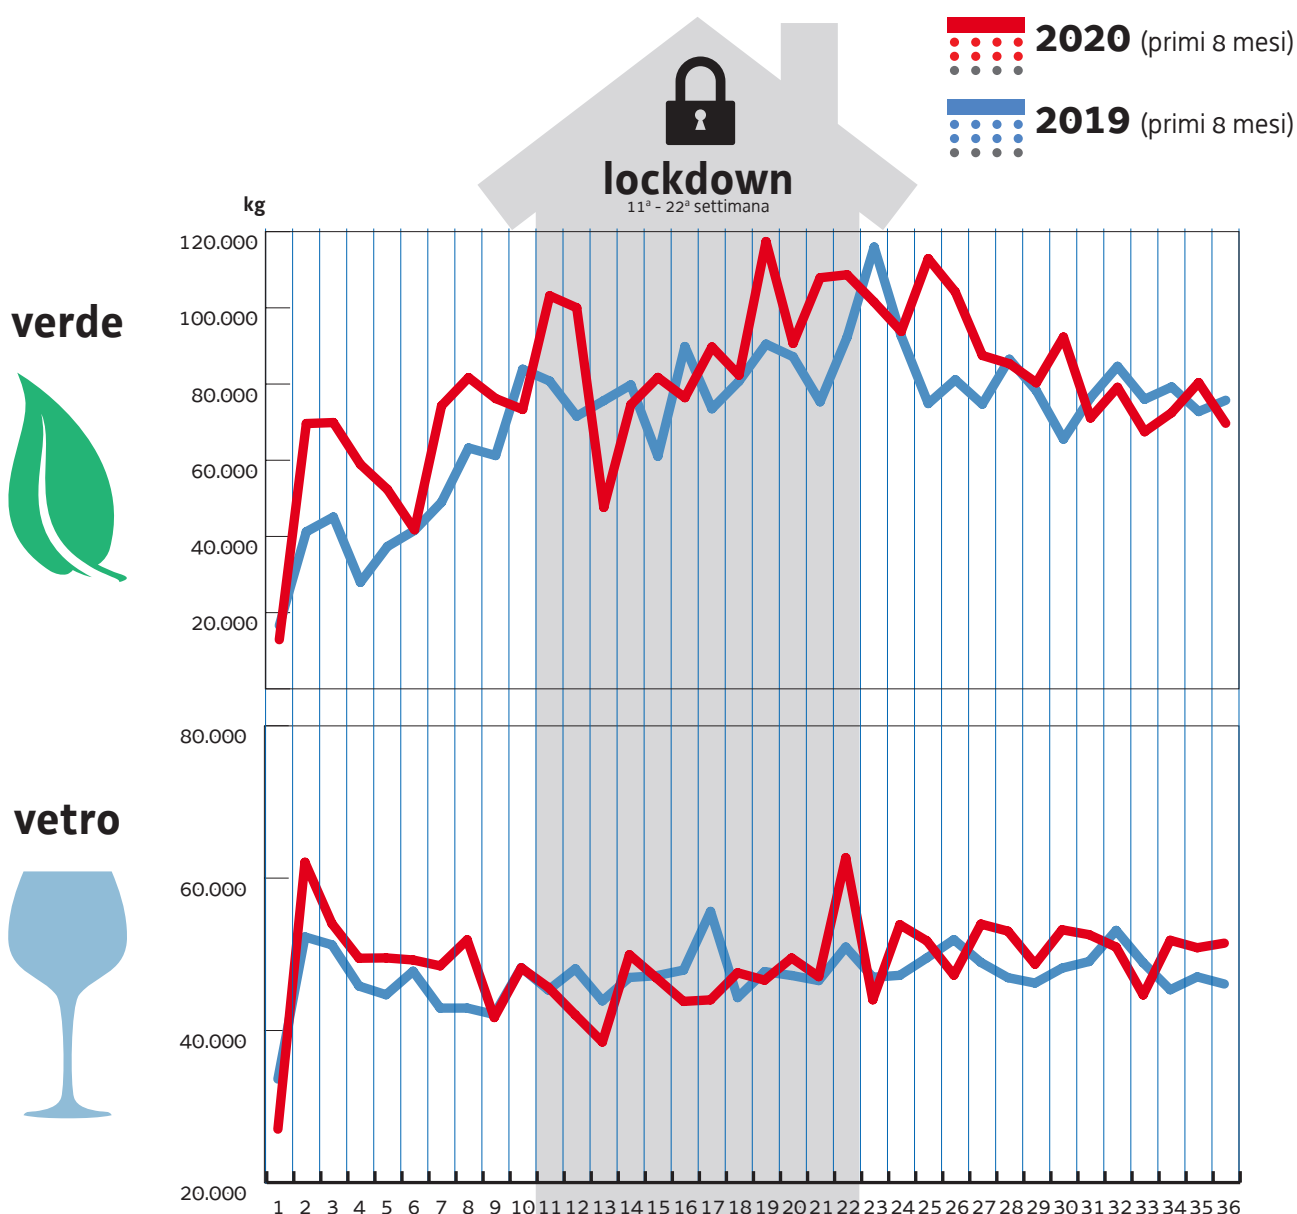 2020 (primi 8 mesi)
2019 (primi 8 mesi)
lockdown
11ª - 22ª settimana
kg
verde
120.000
100.000
80.000
60.000
40.000
20.000
vetro
80.000
60.000
40.000
20.000
1 2 3 4 5 6 7 8 9 10 11 12 13 14 15 16 17 18 19 20 21 22 23 24 25 26 27 28 29 30 31 32 33 34 35 36